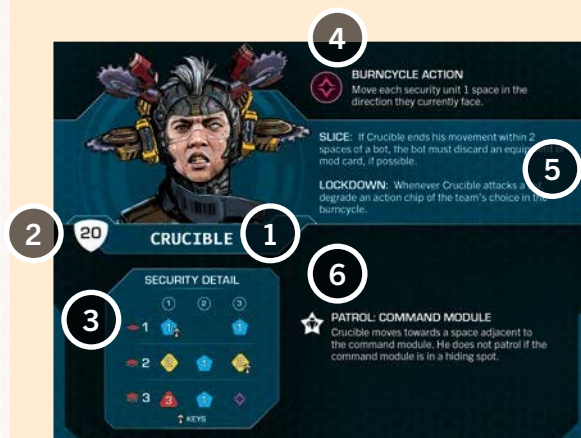 4
BURNCYCLE ACTION
Move each security unit 1 space in the
direction they currently face.
SLICE: If Crucible ends his movement within 2
spaces of a bot, the bot must discard an equipment or
mod card, if possible.
5
LOCKDOWN: Whenever Crucible attacks a
degrade an action chip of the team's choice in the
burncycle.
2
20
CRUCIBLE
1
6
SECURITY DETAIL
1 2 3
3
1 1 1
PATROL: COMMAND MODULE
Crucible moves towards a space adjacent to
the command module. He does not patrol if the
command module is in a hiding spot.
2 1
3 3 1
KEYS